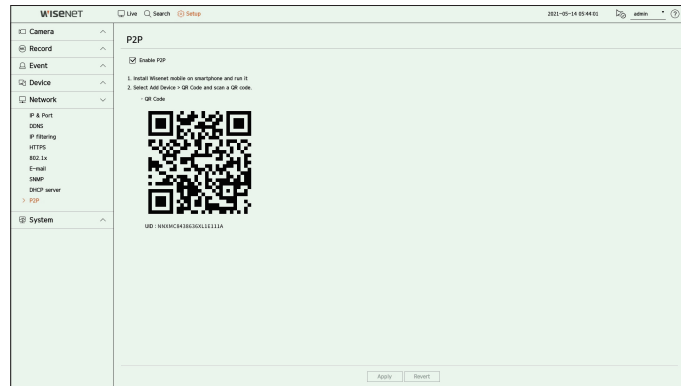 WISENET
Live Search Setup
2021-05-14 05:44:01 admin ?
Camera
Record
Event
Device
Network
IP & Port
DDNS
IP filtering
HTTPS
802.1x
E-mail
SNMP
DHCP server
> P2P
System
P2P
Enable P2P
1. Install Wisenet mobile on smartphone and run it
2. Select Add Device > QR Code and scan a QR code.
- QR Code
UID : NNXMC8438636XL1E111A
Apply Revert